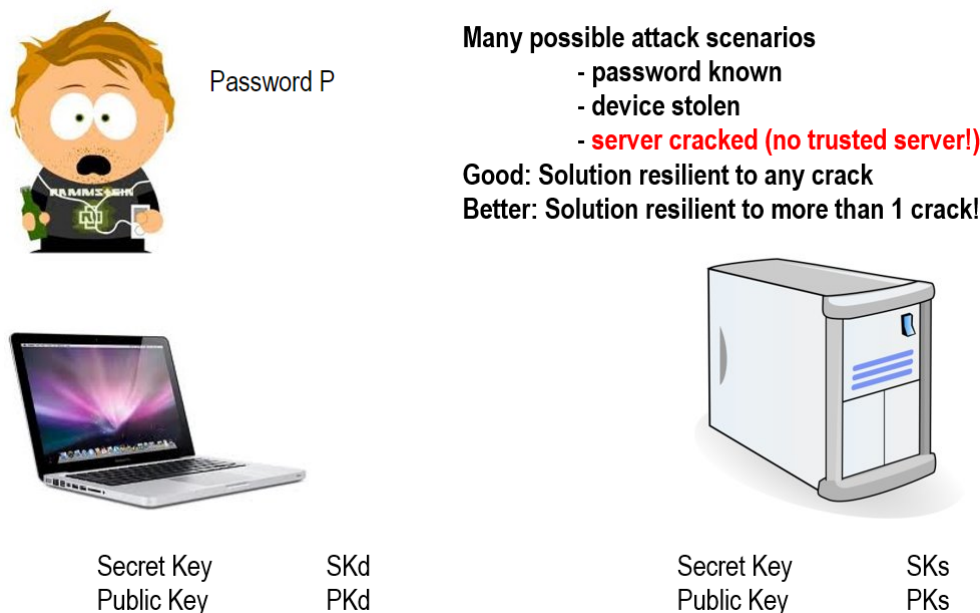 Password P
Many possible attack scenarios
- password known
- device stolen
- server cracked (no trusted server!)
Good: Solution resilient to any crack
Better: Solution resilient to more than 1 crack!
RAMMSTEIN
Secret Key SKd
Public Key PKd
Secret Key SKs
Public Key PKs